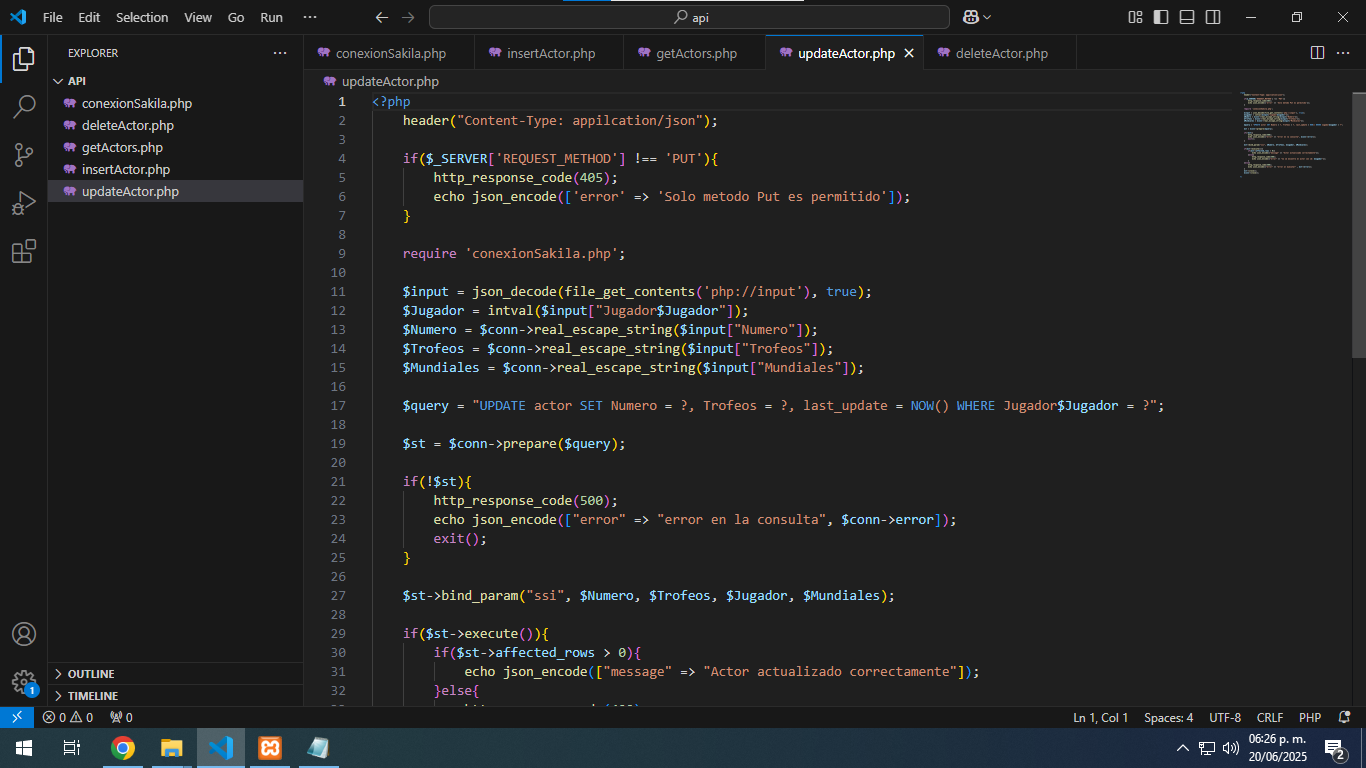 File Edit Selection View Go Run ···
api
EXPLORER ···
API
conexionSakila.php
deleteActor.php
getActors.php
insertActor.php
updateActor.php
OUTLINE
TIMELINE
conexionSakila.php insertActor.php getActors.php updateActor.php deleteActor.php ···
updateActor.php
1 <?php
2 header("Content-Type: appilcation/json");
3
4 if($_SERVER['REQUEST_METHOD'] !== 'PUT'){
5 http_response_code(405);
6 echo json_encode(['error' => 'Solo metodo Put es permitido']);
7 }
8
9 require 'conexionSakila.php';
10
11 $input = json_decode(file_get_contents('php://input'), true);
12 $Jugador = intval($input["Jugador$Jugador"]);
13 $Numero = $conn->real_escape_string($input["Numero"]);
14 $Trofeos = $conn->real_escape_string($input["Trofeos"]);
15 $Mundiales = $conn->real_escape_string($input["Mundiales"]);
16
17 $query = "UPDATE actor SET Numero = ?, Trofeos = ?, last_update = NOW() WHERE Jugador$Jugador = ?";
18
19 $st = $conn->prepare($query);
20
21 if(!$st){
22 http_response_code(500);
23 echo json_encode(["error" => "error en la consulta", $conn->error]);
24 exit();
25 }
26
27 $st->bind_param("ssi", $Numero, $Trofeos, $Jugador, $Mundiales);
28
29 if($st->execute()){
30 if($st->affected_rows > 0){
31 echo json_encode(["message" => "Actor actualizado correctamente"]);
32 }else{
1
0 0 0 Ln 1, Col 1 Spaces: 4 UTF-8 CRLF PHP
06:26 p. m.
20/06/2025
2